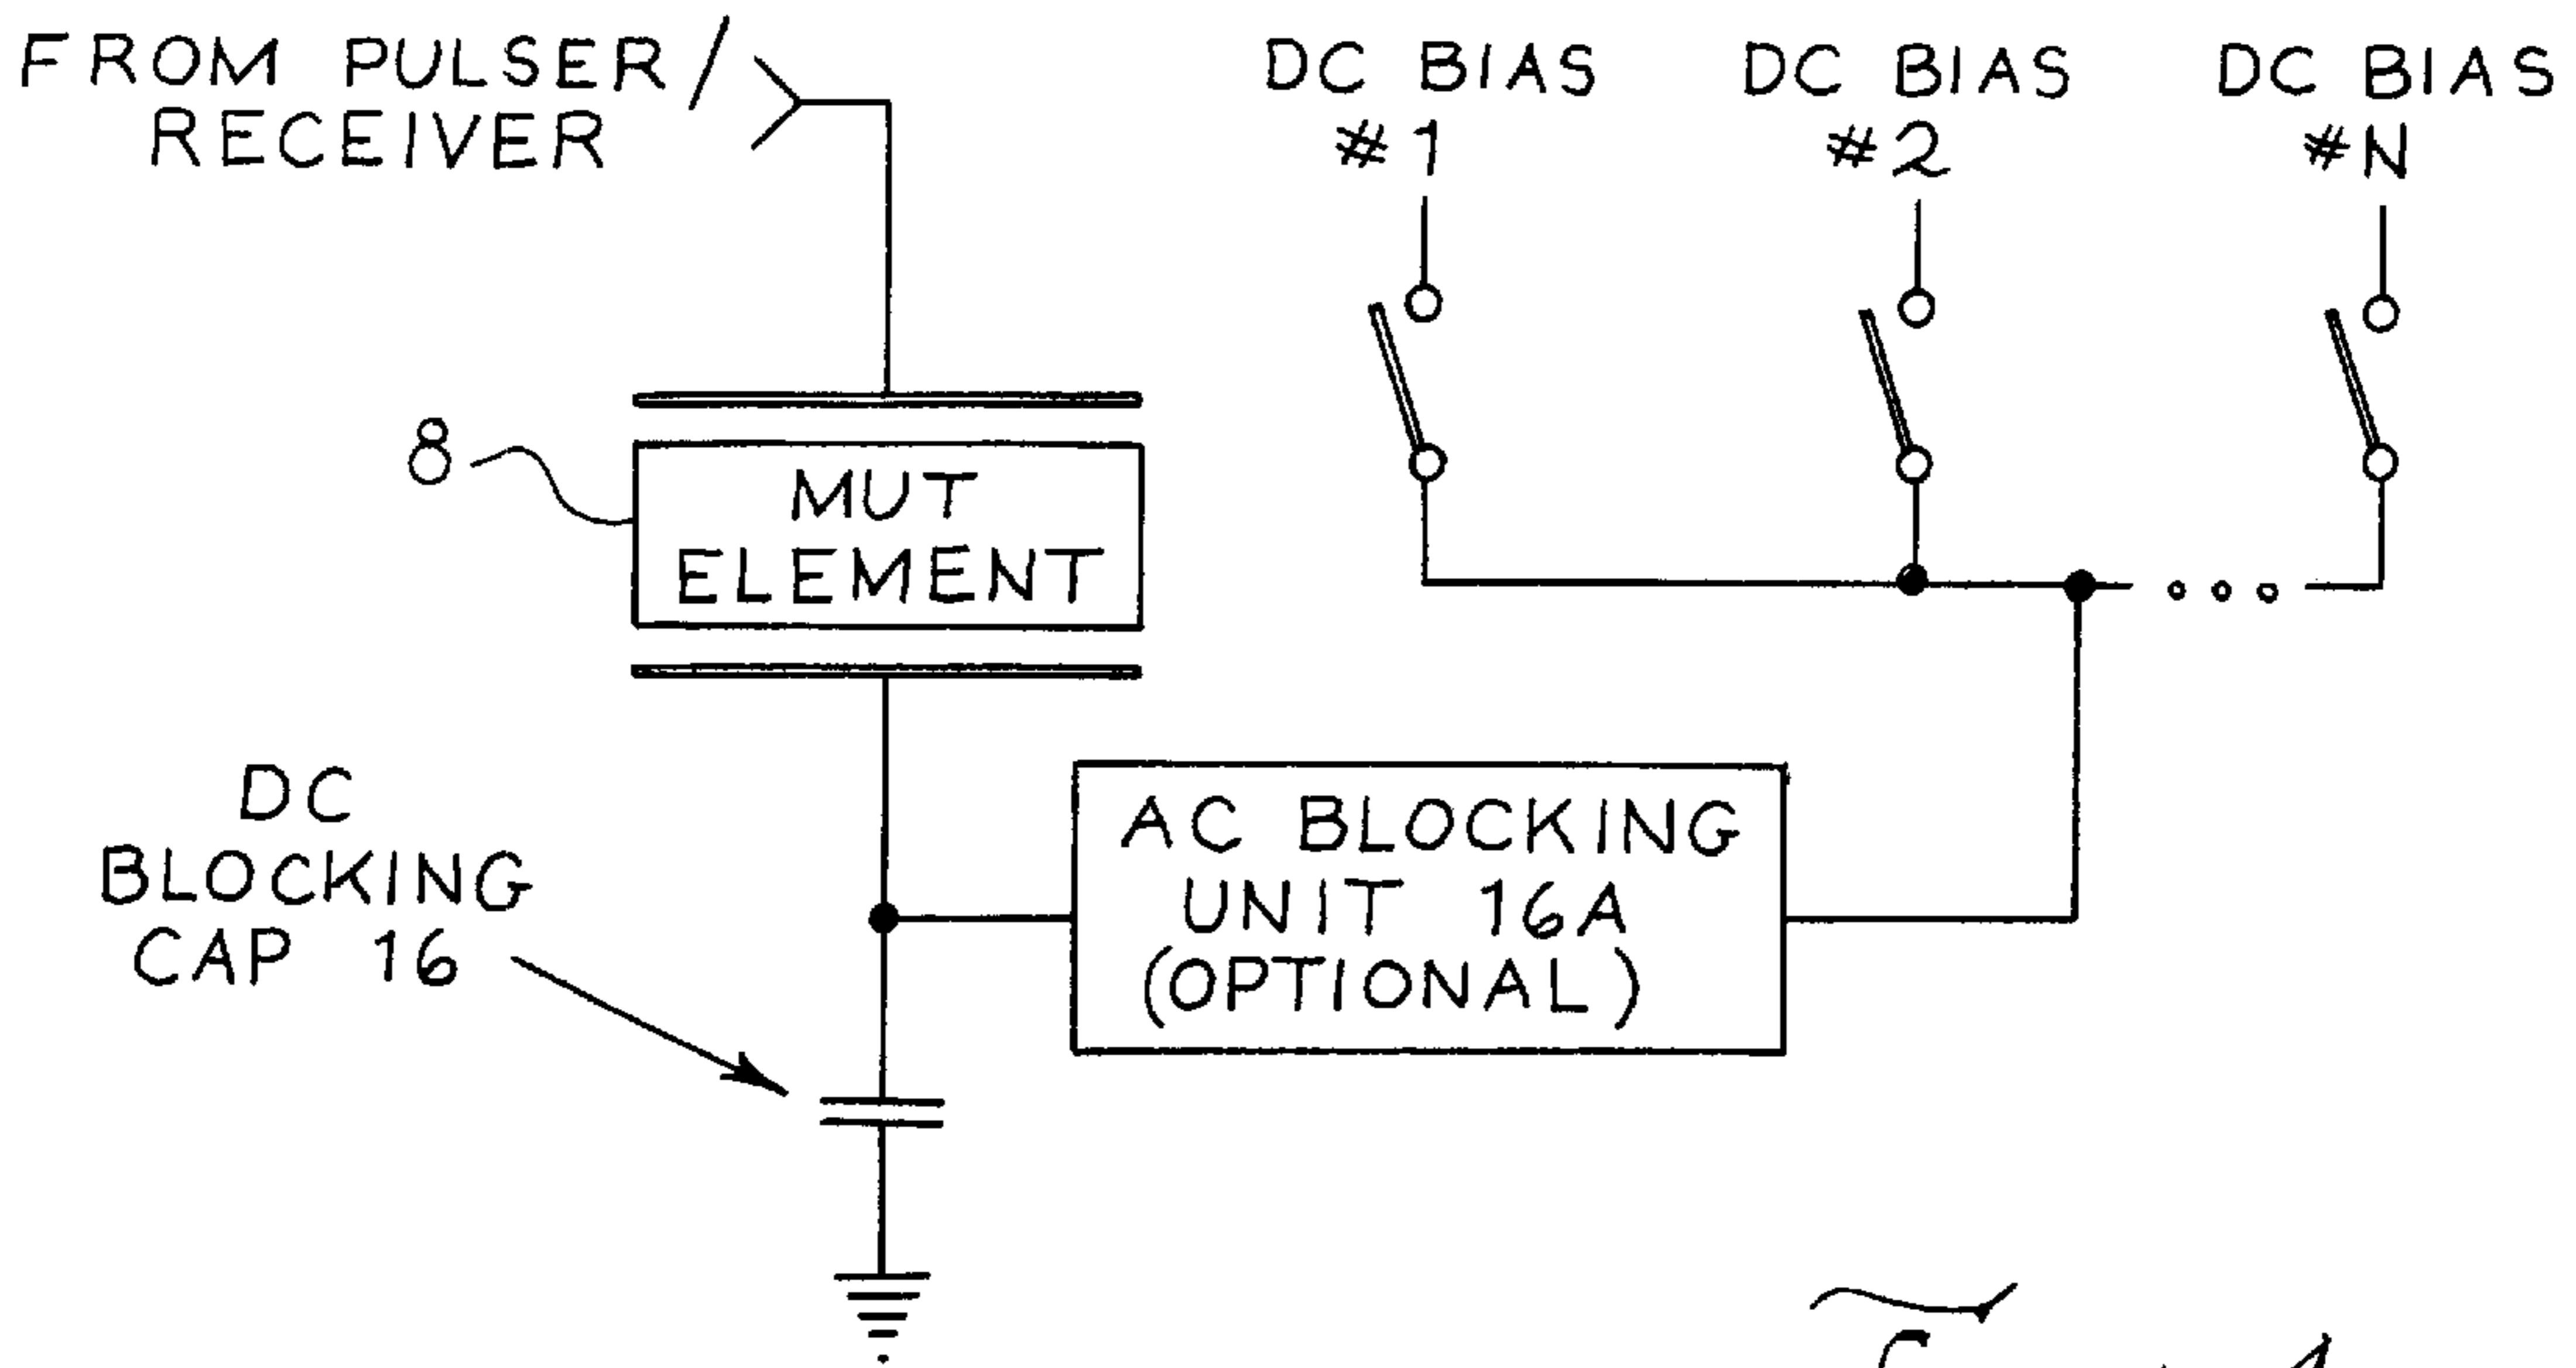 FROM PULSER/
RECEIVER
DC BIAS
#1
DC BIAS
#2
DC BIAS
#N
8
MUT
ELEMENT
DC
BLOCKING
CAP 16
AC BLOCKING
UNIT 16A
(OPTIONAL)